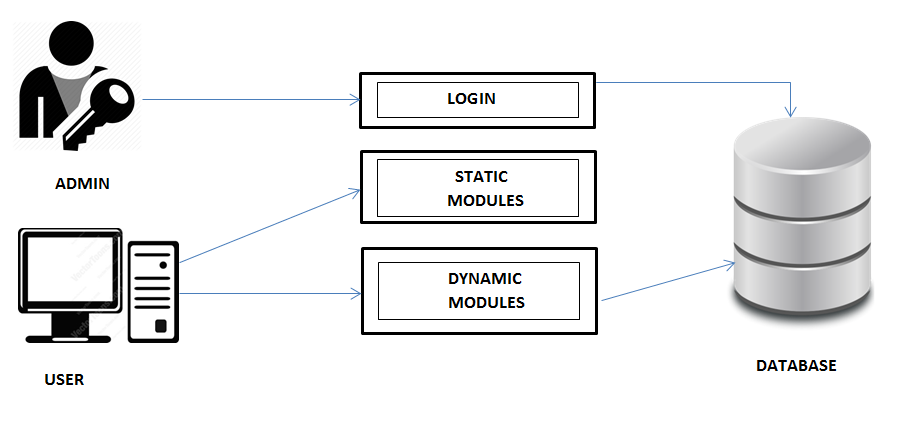 LOGIN
ADMIN
STATIC
MODULES
DYNAMIC
MODULES
DATABASE
USER